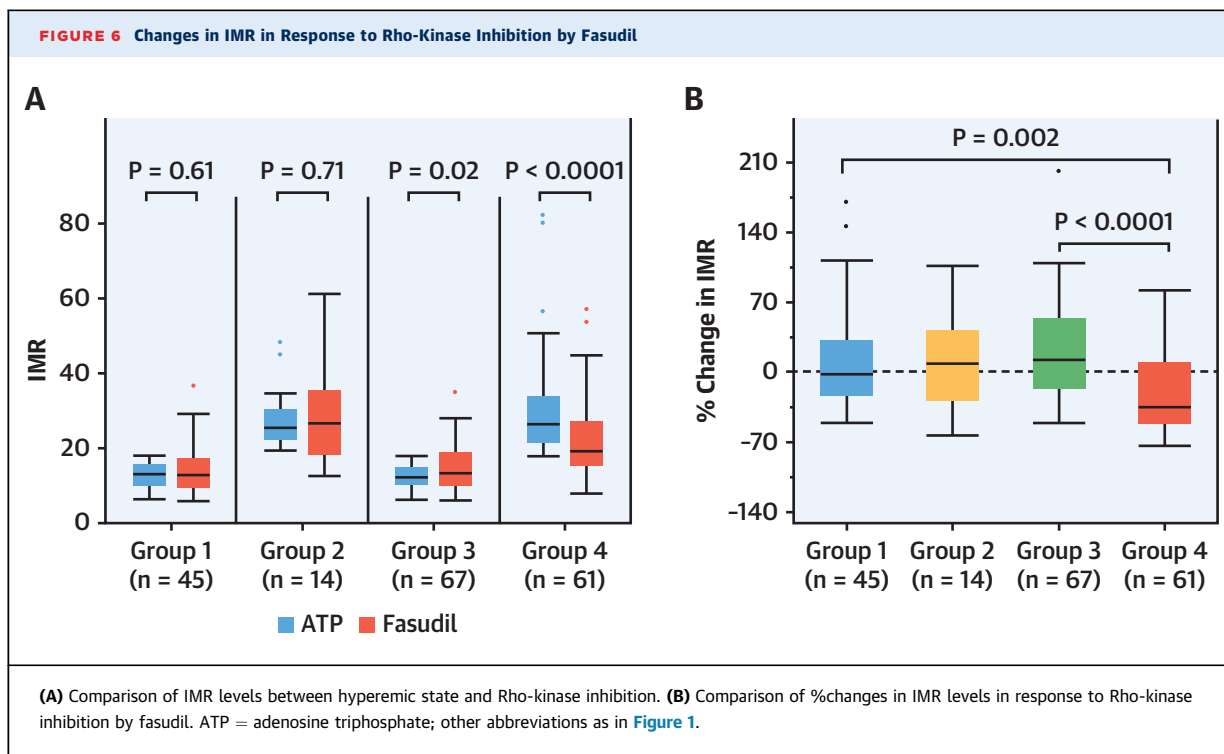 FIGURE 6 Changes in IMR in Response to Rho-Kinase Inhibition by Fasudil
A
P = 0.61 P = 0.71 P = 0.02 P < 0.0001
IMR
80
60
40
20
0
Group 1 Group 2 Group 3 Group 4
(n = 45) (n = 14) (n = 67) (n = 61)
ATP Fasudil
B
P = 0.002
P < 0.0001
% Change in IMR
210
140
70
0
–70
–140
Group 1 Group 2 Group 3 Group 4
(n = 45) (n = 14) (n = 67) (n = 61)
(A) Comparison of IMR levels between hyperemic state and Rho-kinase inhibition. (B) Comparison of %changes in IMR levels in response to Rho-kinase
inhibition by fasudil. ATP = adenosine triphosphate; other abbreviations as in Figure 1.